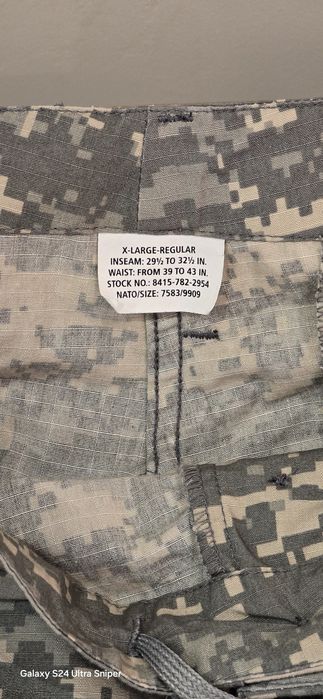 X-LARGE-REGULAR
INSEAM: 29½ TO 32½ IN.
WAIST: FROM 39 TO 43 IN.
STOCK NO.: 8415-782-2954
NATO/SIZE: 7583/9909
Galaxy S24 Ultra Sniper